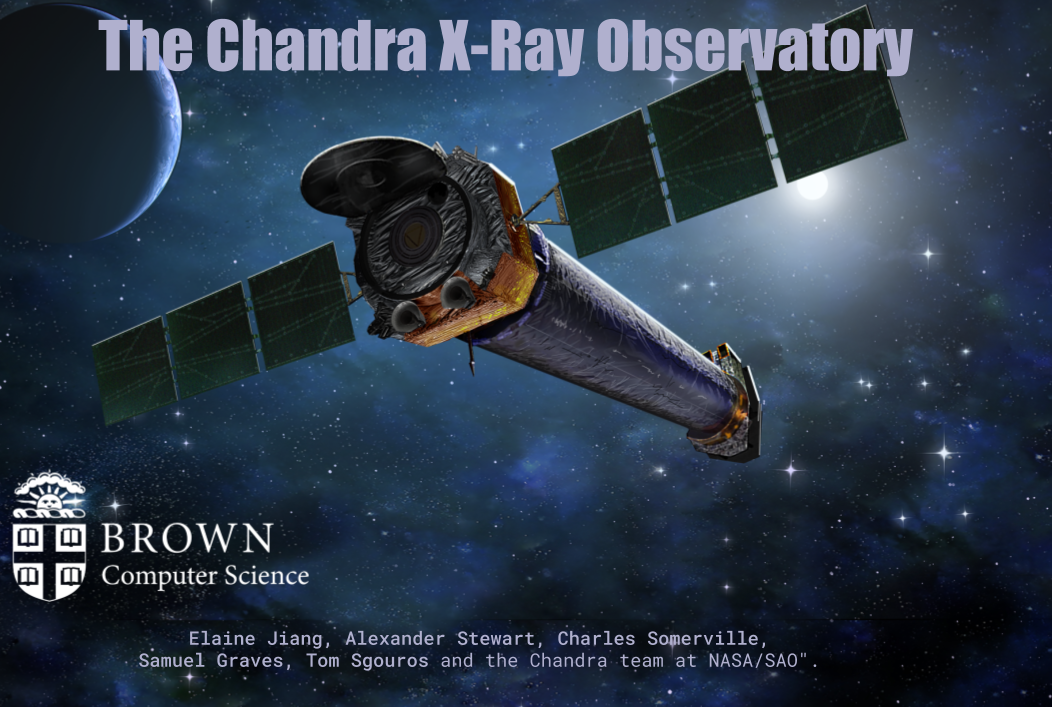 The Chandra X-Ray Observatory
BROWN
Computer Science
Elaine Jiang, Alexander Stewart, Charles Somerville,
Samuel Graves, Tom Sgouros and the Chandra team at NASA/SAO".